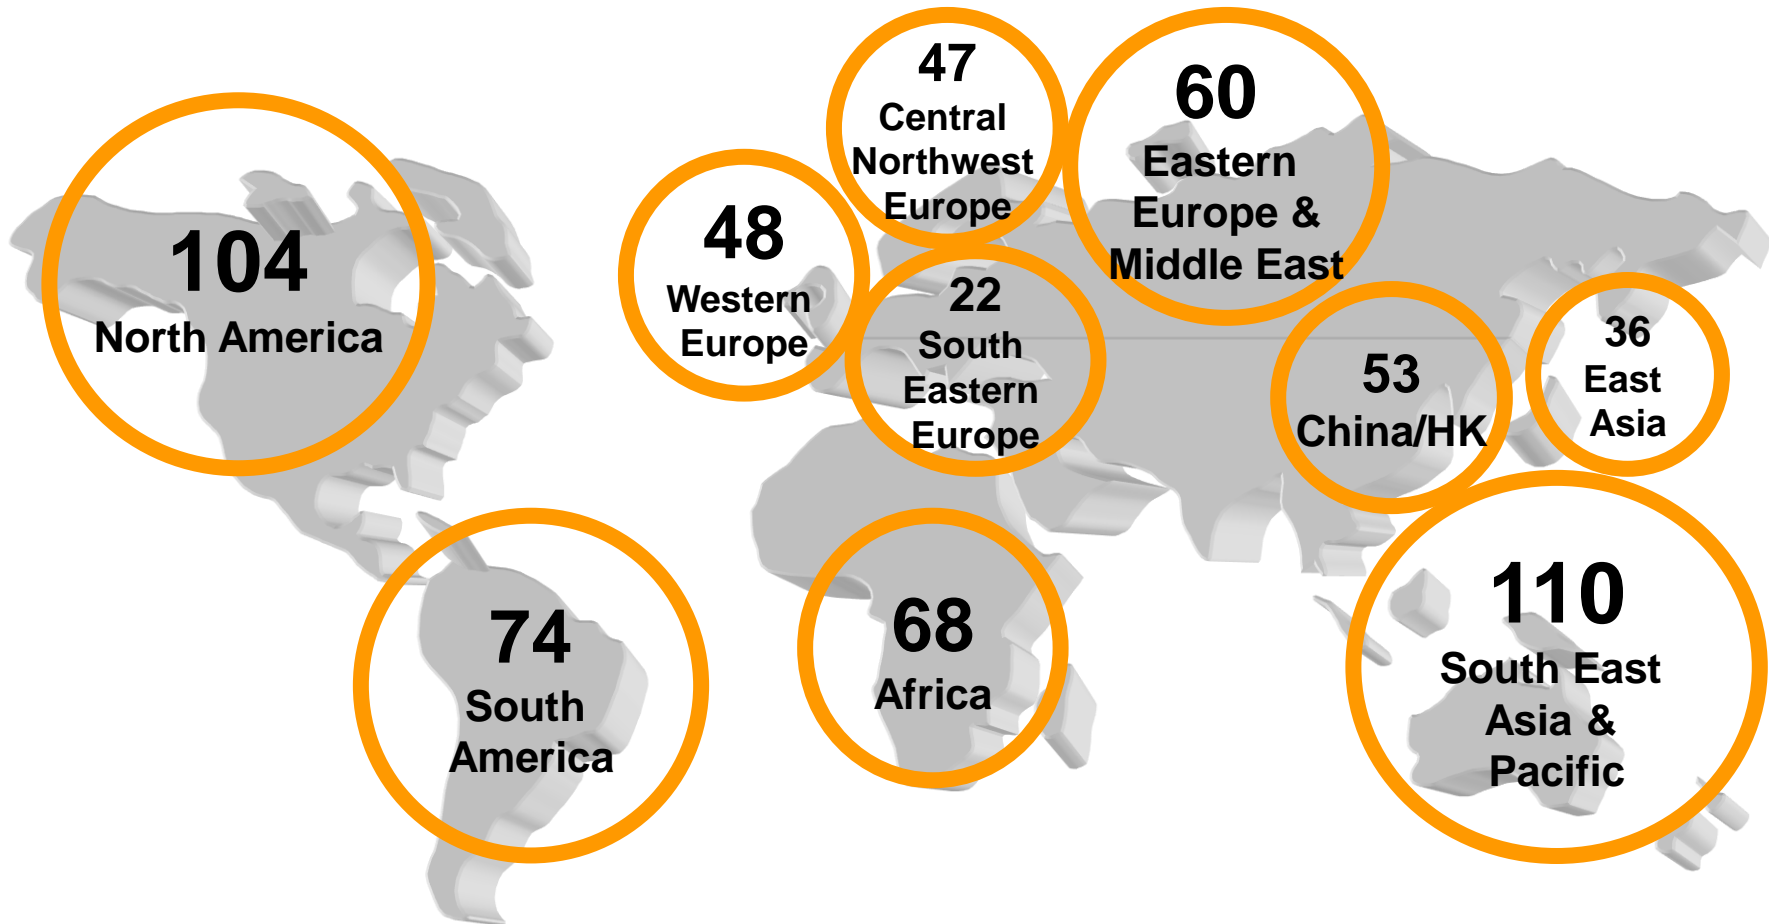 104
North America
74
South
America
48
Western
Europe
47
Central
Northwest
Europe
60
Eastern
Europe &
Middle East
22
South
Eastern
Europe
68
Africa
53
China/HK
36
East
Asia
110
South East
Asia &
Pacific